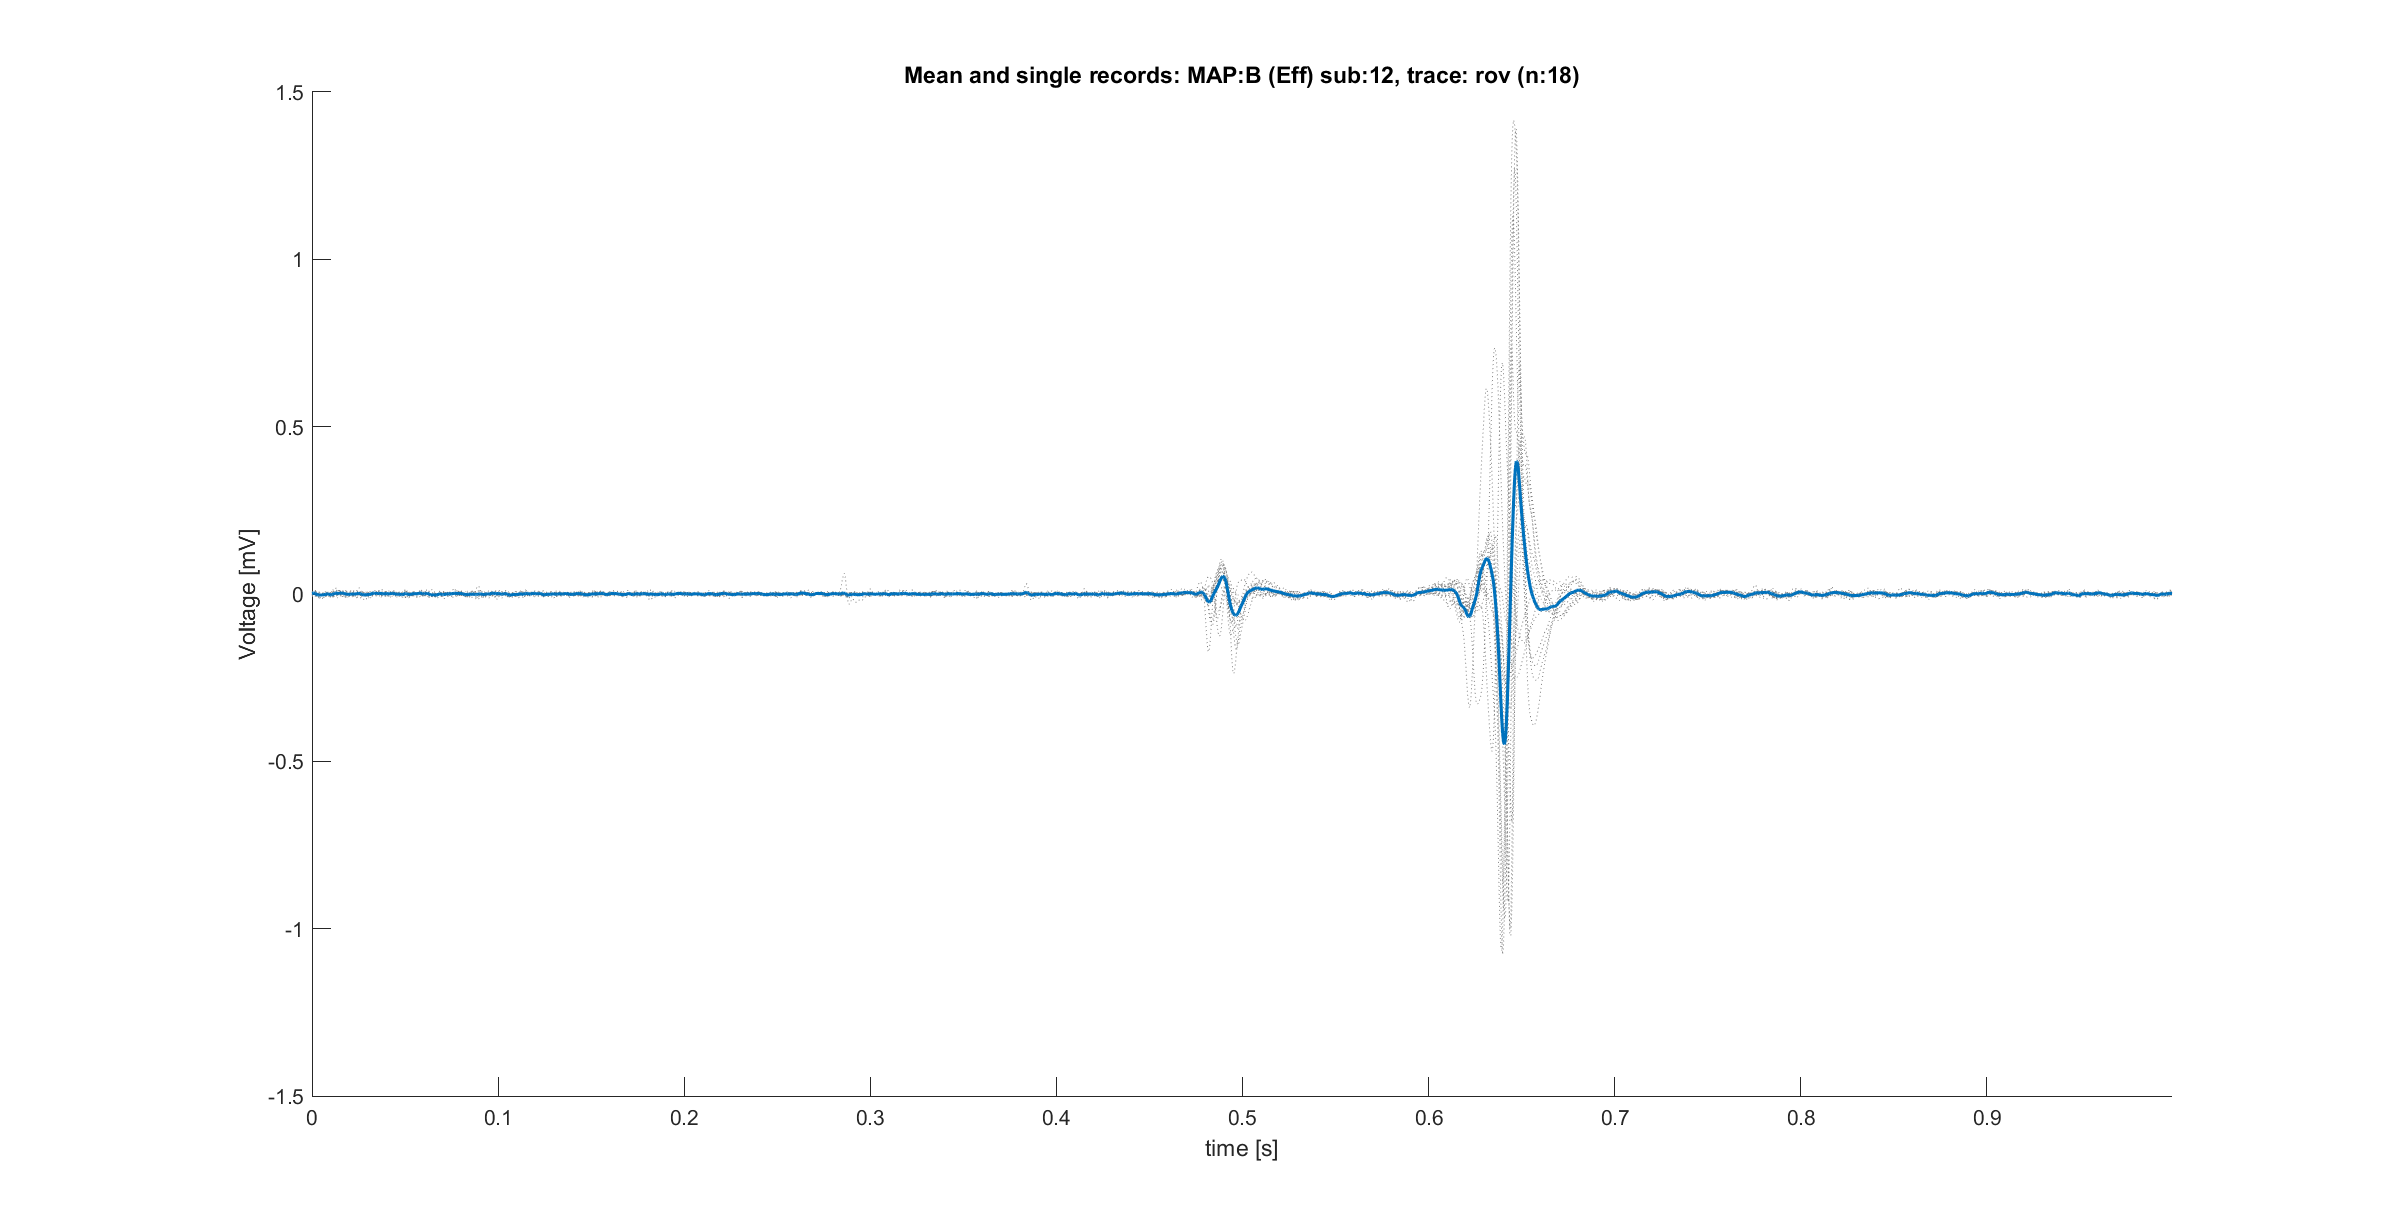 Mean and single records: MAP:B (Eff) sub:12, trace: rov (n:18)
1.5
1
0.5
0
-0.5
-1
-1.5
Voltage [mV]
0 0.1 0.2 0.3 0.4 0.5 0.6 0.7 0.8 0.9
time [s]